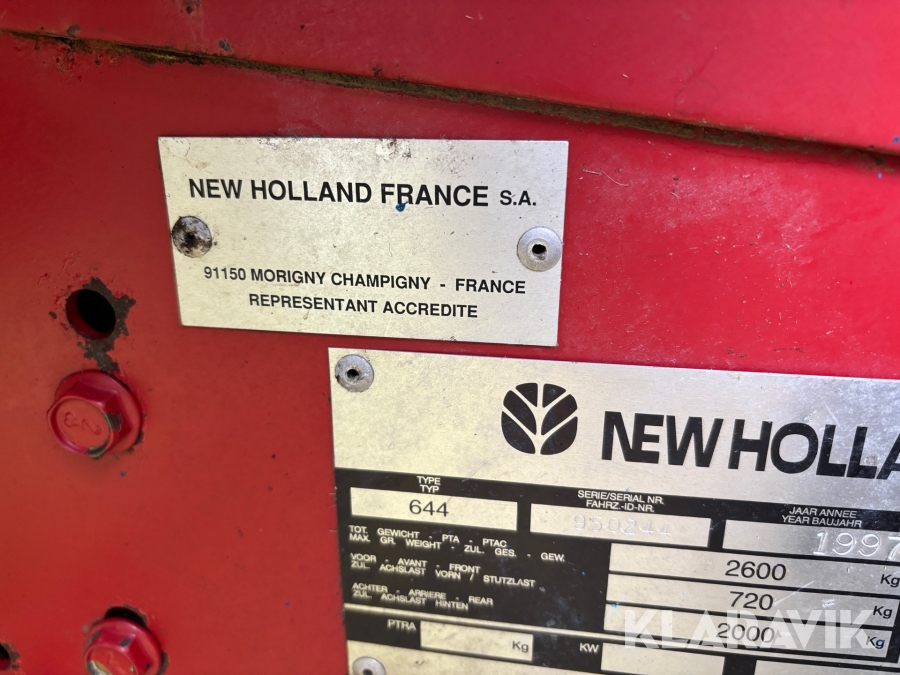 NEW HOLLAND FRANCE S.A.
91150 MORIGNY CHAMPIGNY - FRANCE
REPRESENTANT ACCREDITE
NEW HOLLA
TYPE
TYP
644
SERIE/SERIAL NR.
FAHRZ.-ID-NR.
950244
JAAR ANNEE
YEAR BAUJAHR
1997
TOT. GEWICHT - PTA - PTAC
MAX. GR. WEIGHT - ZUL. GES. - GEW.
2600 Kg
VOOR - AVANT - FRONT
ZUL. ACHSLAST VORN / STUTZLAST
720 Kg
ACHTER - ARRIERE - REAR
ZUL. ACHSLAST HINTEN
2000 Kg
PTRA Kg KW
KLARAVIK